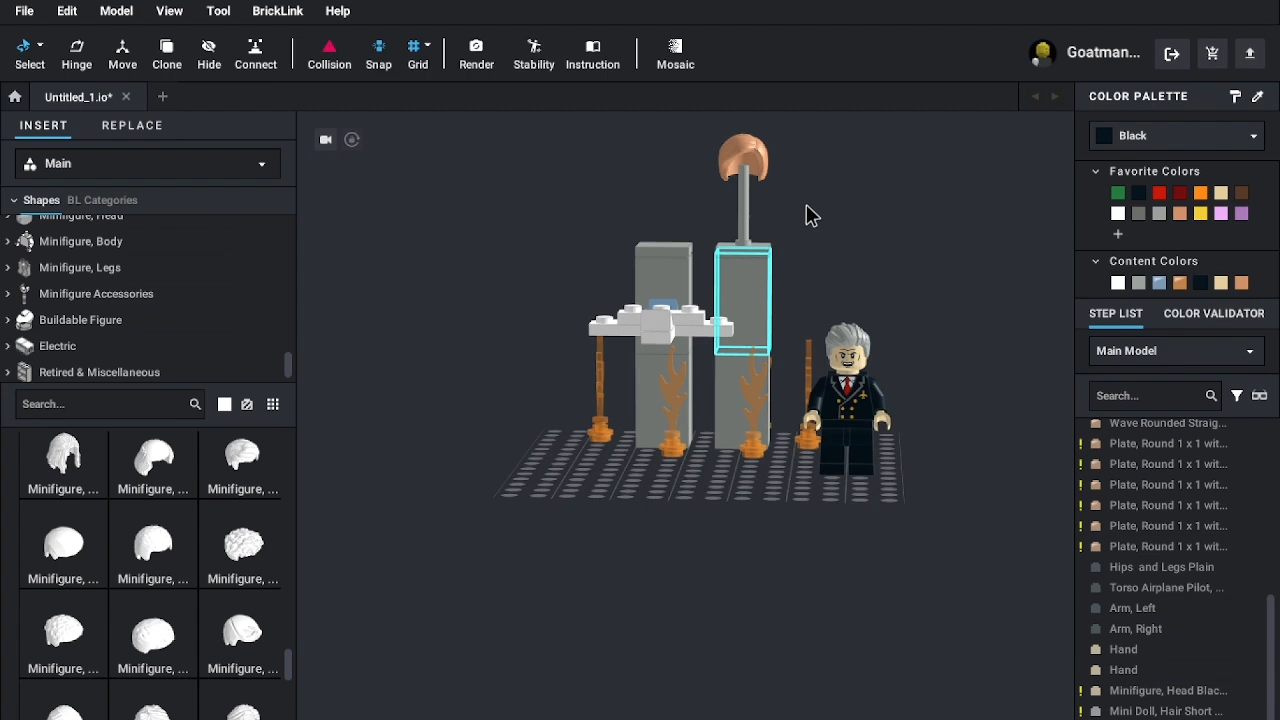 File Edit Model View Tool BrickLink Help
Select Hinge Move Clone Hide Connect Collision Snap Grid Render Stability Instruction Mosaic
Goatman...
Untitled_1.io*
INSERT REPLACE
Main
Shapes BL Categories
Minifigure, Head
Minifigure, Body
Minifigure, Legs
Minifigure Accessories
Buildable Figure
Electric
Retired & Miscellaneous
Search...
Minifigure, ... Minifigure, ... Minifigure, ...
Minifigure, ... Minifigure, ... Minifigure, ...
Minifigure, ... Minifigure, ... Minifigure, ...
COLOR PALETTE
Black
Favorite Colors
Content Colors
STEP LIST COLOR VALIDATOR
Main Model
Search...
Wave Rounded Straig...
Plate, Round 1 x 1 wit...
Plate, Round 1 x 1 wit...
Plate, Round 1 x 1 wit...
Plate, Round 1 x 1 wit...
Plate, Round 1 x 1 wit...
Plate, Round 1 x 1 wit...
Hips and Legs Plain
Torso Airplane Pilot, ...
Arm, Left
Arm, Right
Hand
Hand
Minifigure, Head Blac...
Mini Doll, Hair Short ...